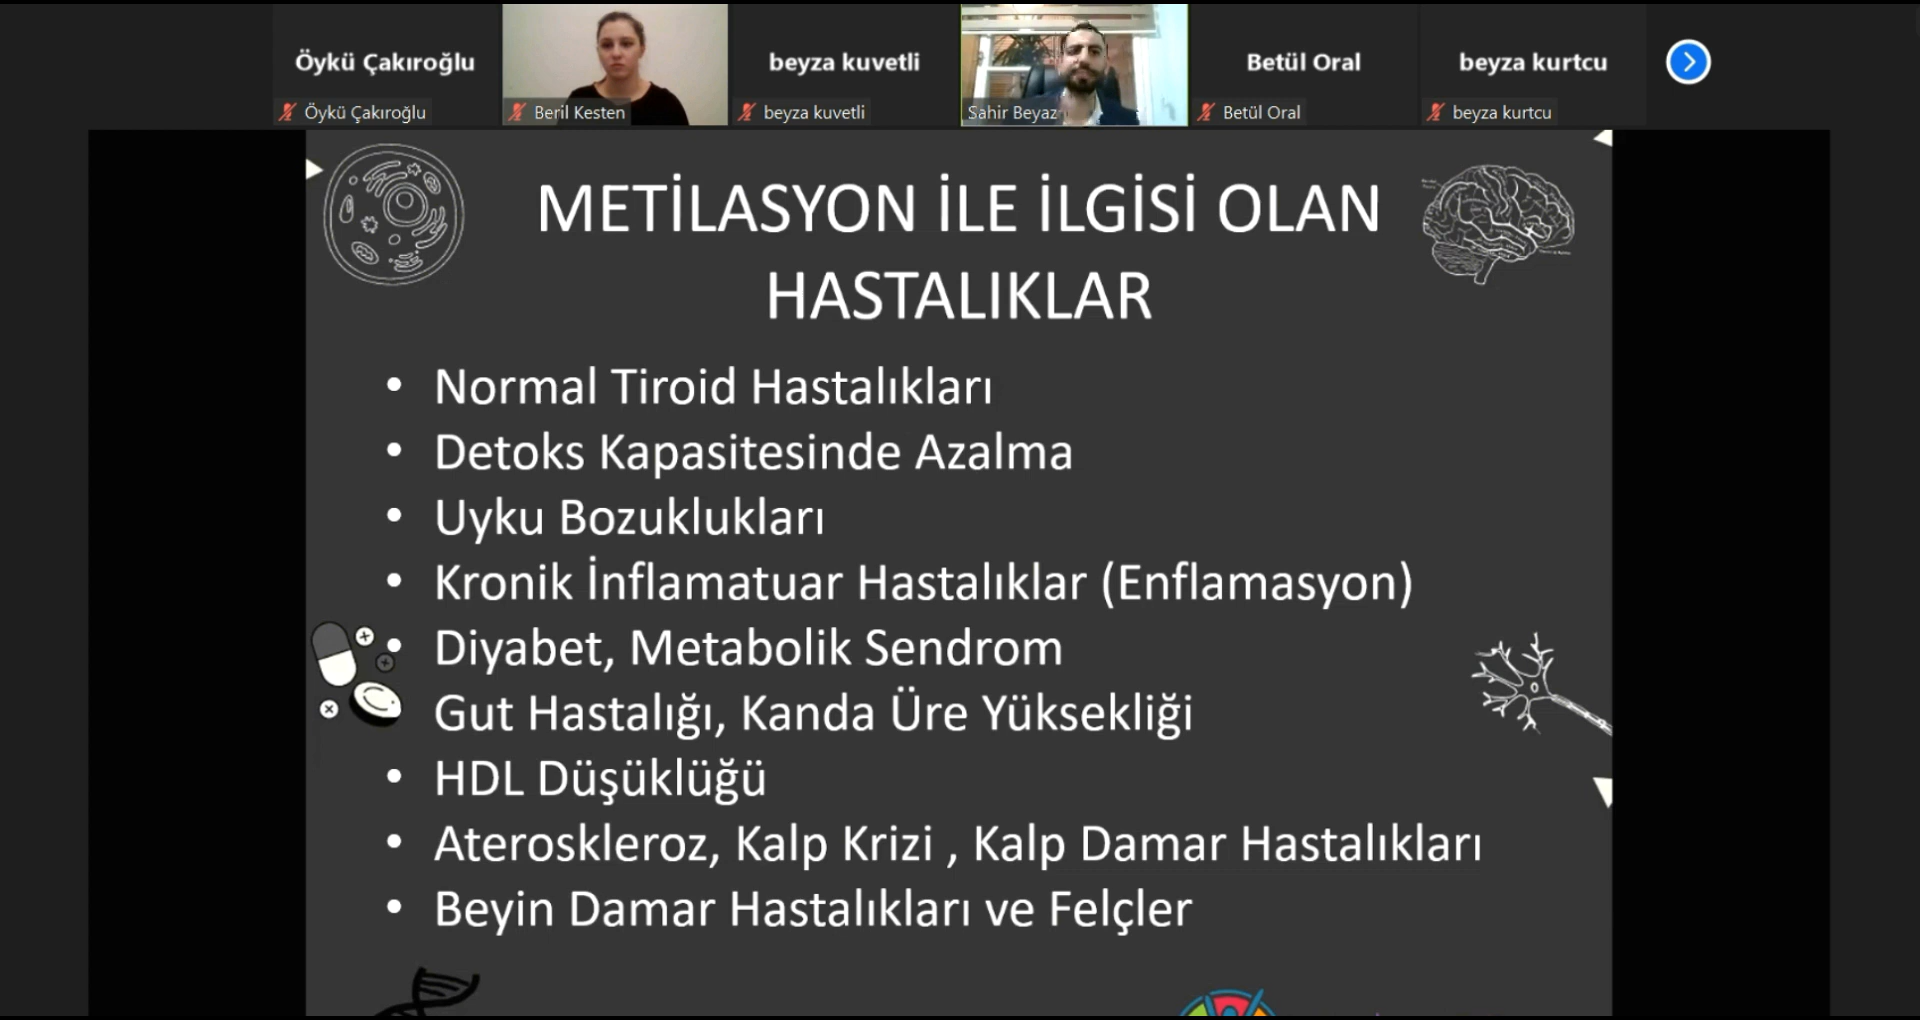 Öykü Çakıroğlu
beyza kuvetli
Betül Oral
beyza kurtcu
Öykü Çakıroğlu
Beril Kesten
beyza kuvetli
Sahir Beyaz
Betül Oral
beyza kurtcu
METİLASYON İLE İLGİSİ OLAN
HASTALIKLAR
• Normal Tiroid Hastalıkları
• Detoks Kapasitesinde Azalma
• Uyku Bozuklukları
• Kronik İnflamatuar Hastalıklar (Enflamasyon)
• Diyabet, Metabolik Sendrom
Gut Hastalığı, Kanda Üre Yüksekliği
• HDL Düşüklüğü
• Ateroskleroz, Kalp Krizi , Kalp Damar Hastalıkları
• Beyin Damar Hastalıkları ve Felçler